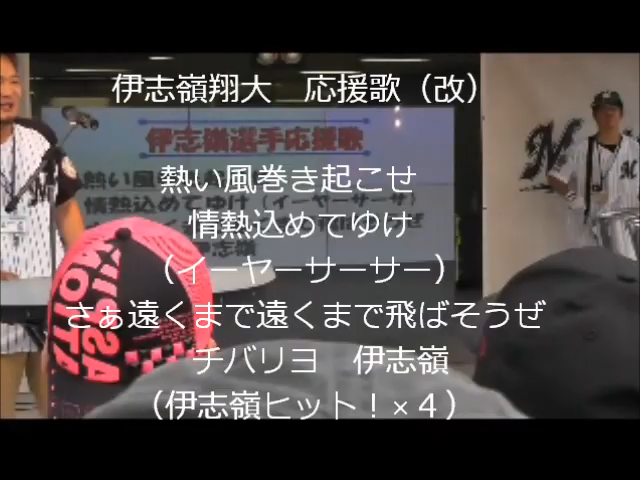 伊志嶺翔大　応援歌（改）
伊志嶺選手応援歌
熱い風巻き起こせ
情熱込めてゆけ
（イーヤーサーサー）
さぁ遠くまで遠くまで飛ばそうぜ
チバリヨ　伊志嶺
（伊志嶺ヒット！×４）